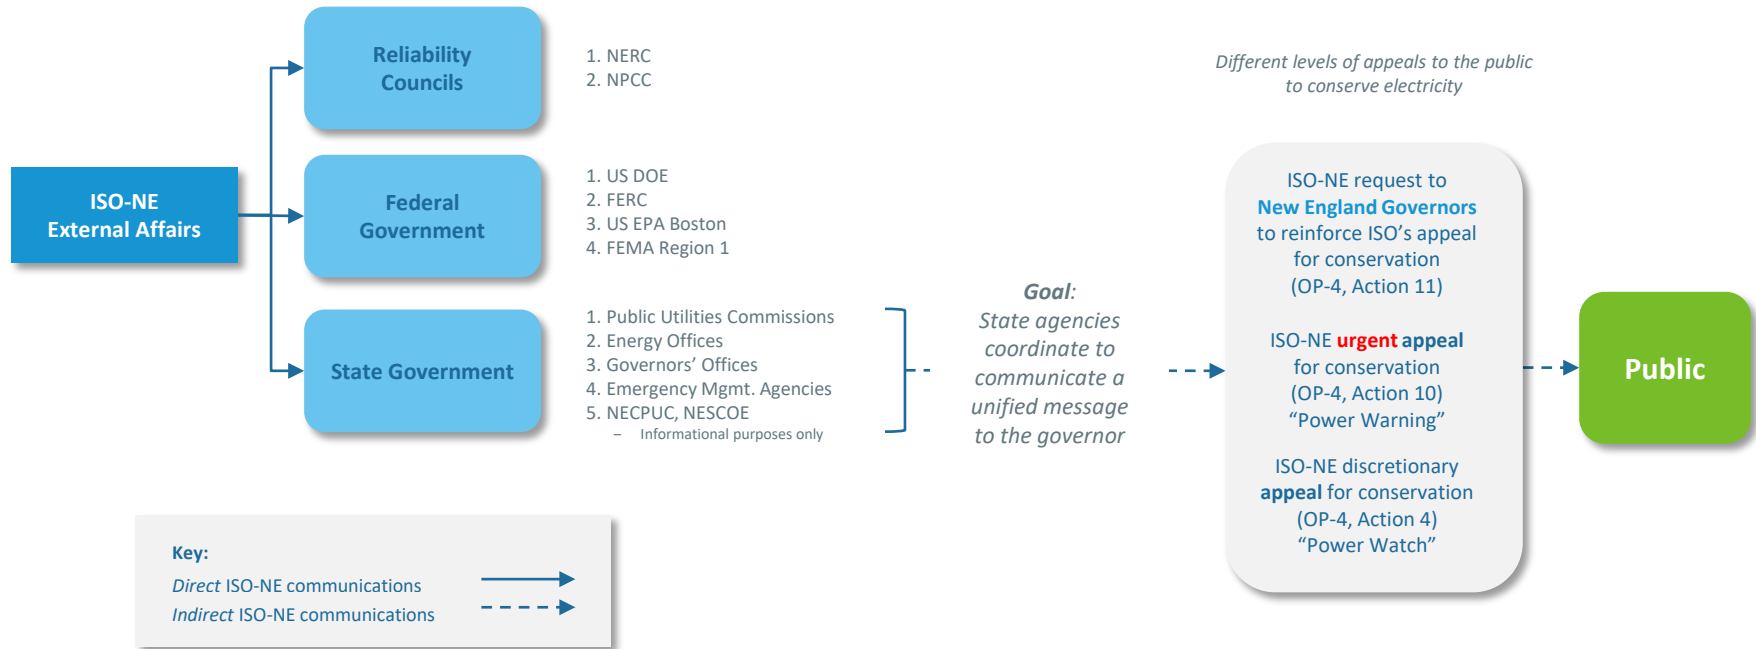 ISO-NE
External Affairs
Reliability
Councils
1. NERC
2. NPCC
Federal
Government
1. US DOE
2. FERC
3. US EPA Boston
4. FEMA Region 1
State Government
1. Public Utilities Commissions
2. Energy Offices
3. Governors’ Offices
4. Emergency Mgmt. Agencies
5. NECPUC, NESCOE
– Informational purposes only
Goal:
State agencies
coordinate to
communicate a
unified message
to the governor
Different levels of appeals to the public
to conserve electricity
ISO-NE request to
New England Governors
to reinforce ISO’s appeal
for conservation
(OP-4, Action 11)
ISO-NE urgent appeal
for conservation
(OP-4, Action 10)
“Power Warning”
ISO-NE discretionary
appeal for conservation
(OP-4, Action 4)
“Power Watch”
Public
Key:
Direct ISO-NE communications
Indirect ISO-NE communications